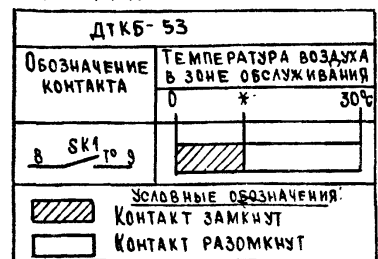 ДТКБ-53
ОБОЗНАЧЕНИЕ КОНТАКТА
ТЕМПЕРАТУРА ВОЗДУХА
В ЗОНЕ ОБСЛУЖИВАНИЯ
0 * 30°С
8 SK1 т° 9
УСЛОВНЫЕ ОБОЗНАЧЕНИЯ:
КОНТАКТ ЗАМКНУТ
КОНТАКТ РАЗОМКНУТ